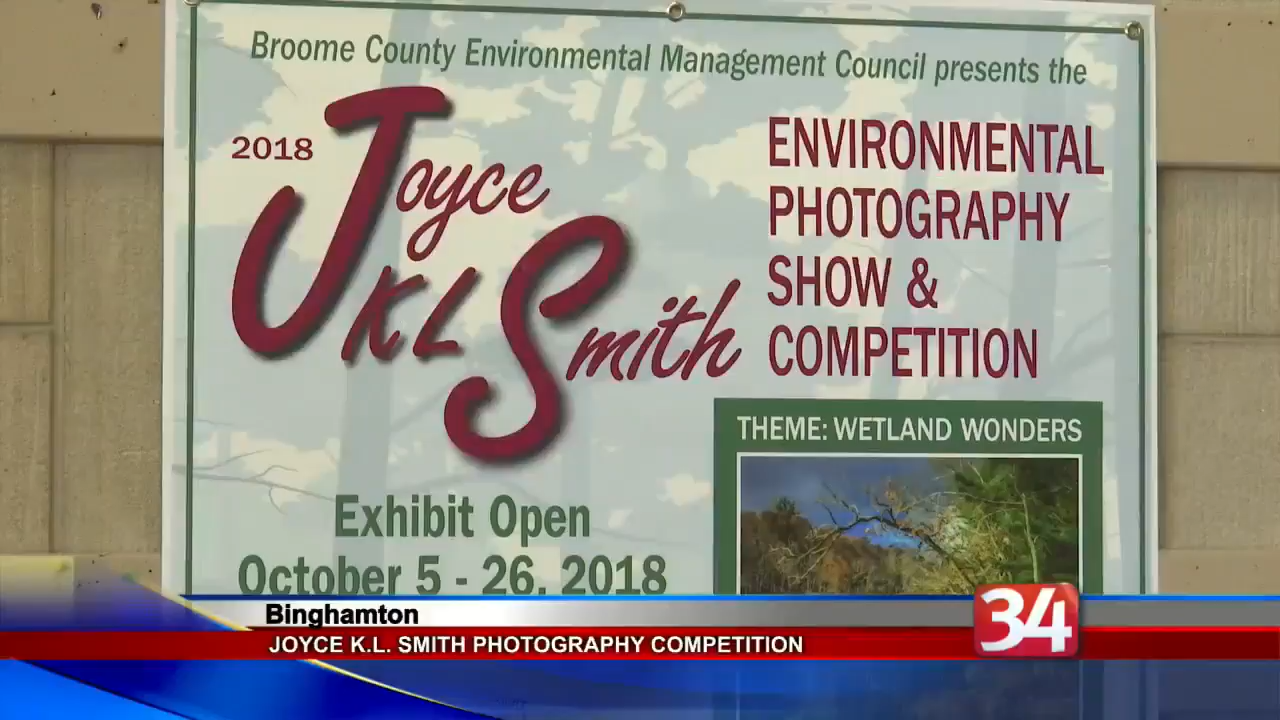 Broome County Environmental Management Council presents the
2018
Joyce
KL Smith
ENVIRONMENTAL
PHOTOGRAPHY
SHOW &
COMPETITION
THEME: WETLAND WONDERS
Exhibit Open
October 5 - 26, 2018
Binghamton
34
JOYCE K.L. SMITH PHOTOGRAPHY COMPETITION